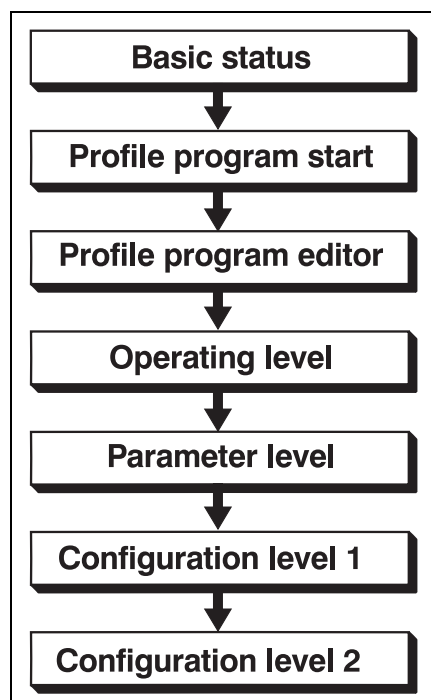 Basic status
Profile program start
Profile program editor
Operating level
Parameter level
Configuration level 1
Configuration level 2